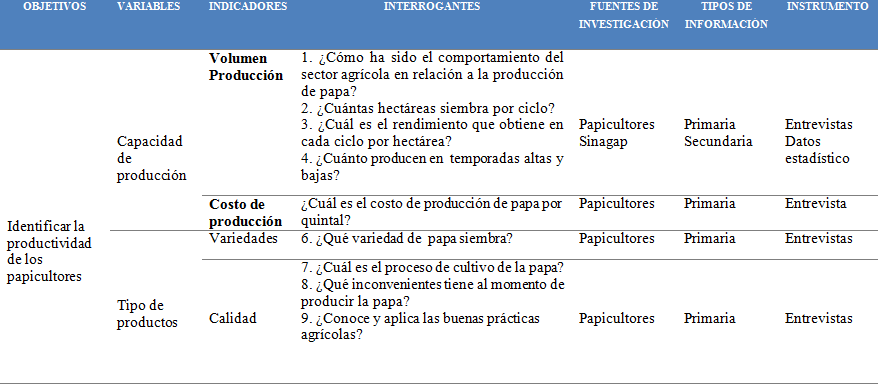 OBJETIVOS VARIABLES INDICADORES INTERROGANTES FUENTES DE INVESTIGACIÓN TIPOS DE INFORMACIÓN INSTRUMENTO
Identificar la
productividad
de los
papicultores
Capacidad
de
producción
Volumen
Producción
1. ¿Cómo ha sido el comportamiento del
sector agrícola en relación a la producción
de papa?
2. ¿Cuántas hectáreas siembra por ciclo?
3. ¿Cuál es el rendimiento que obtiene en
cada ciclo por hectárea?
4. ¿Cuánto producen en temporadas altas y
bajas?
Papicultores
Sinagap
Primaria
Secundaria
Entrevistas
Datos
estadístico
Costo de
producción
¿Cuál es el costo de producción de papa por
quintal?
Papicultores
Primaria
Entrevista
Tipo de
productos
Variedades
6. ¿Qué variedad de papa siembra?
Papicultores
Primaria
Entrevistas
Calidad
7. ¿Cuál es el proceso de cultivo de la papa?
8. ¿Qué inconvenientes tiene al momento de
producir la papa?
9. ¿Conoce y aplica las buenas prácticas
agrícolas?
Papicultores
Primaria
Entrevistas